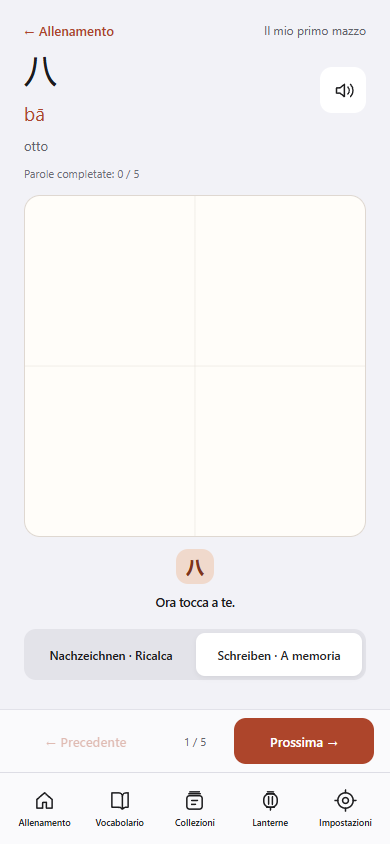 ← Allenamento
Il mio primo mazzo
八
bā
otto
Parole completate: 0 / 5
八
Ora tocca a te.
Nachzeichnen · Ricalca
Schreiben · A memoria
← Precedente
1 / 5
Prossima →
Allenamento
Vocabolario
Collezioni
Lanterne
Impostazioni